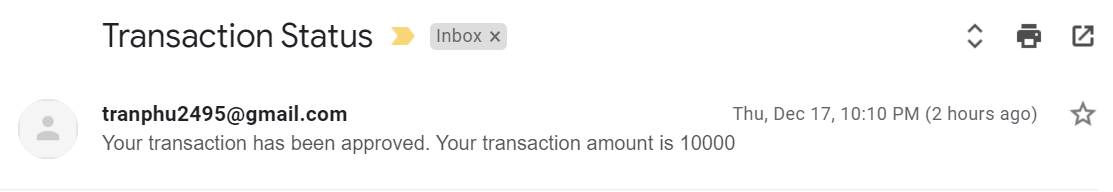 Transaction Status
Inbox ×
tranphu2495@gmail.com
Thu, Dec 17, 10:10 PM (2 hours ago)
Your transaction has been approved. Your transaction amount is 10000